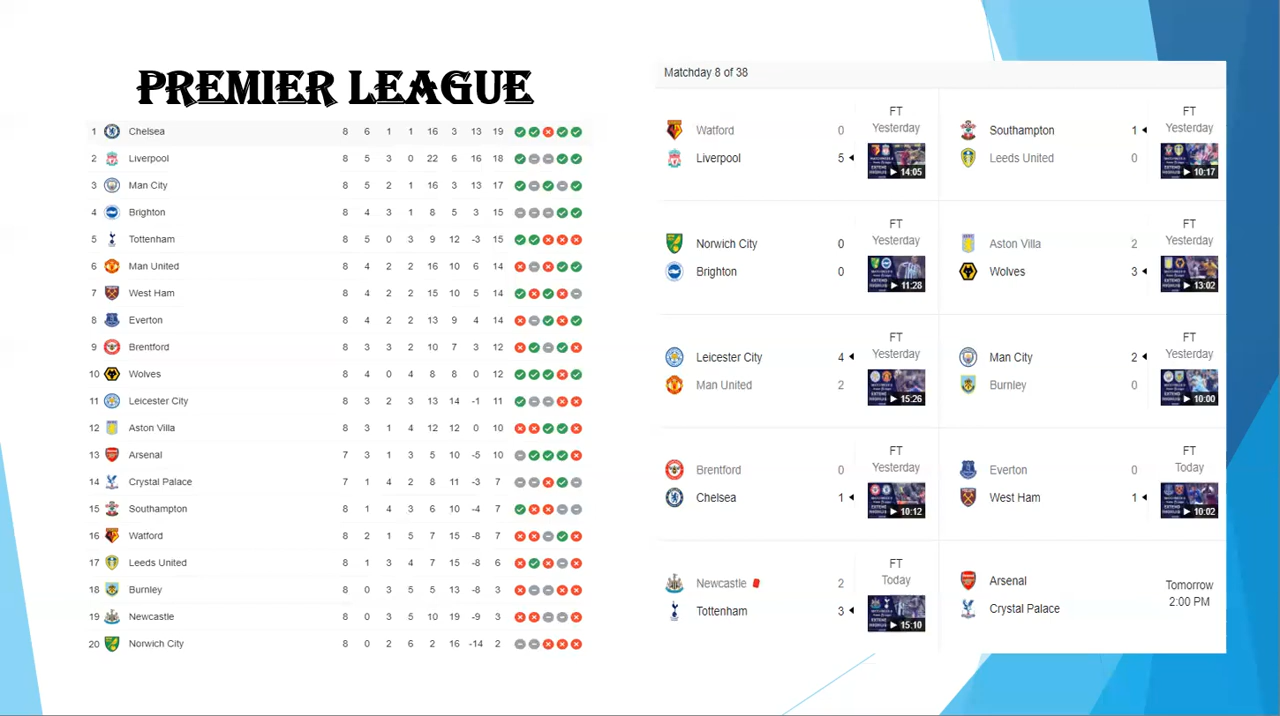 PREMIER LEAGUE
1 Chelsea 8 6 1 1 16 3 13 19
2 Liverpool 8 5 3 0 22 6 16 18
3 Man City 8 5 2 1 16 3 13 17
4 Brighton 8 4 3 1 8 5 3 15
5 Tottenham 8 5 0 3 9 12 -3 15
6 Man United 8 4 2 2 16 10 6 14
7 West Ham 8 4 2 2 15 10 5 14
8 Everton 8 4 2 2 13 9 4 14
9 Brentford 8 3 3 2 10 7 3 12
10 Wolves 8 4 0 4 8 8 0 12
11 Leicester City 8 3 2 3 13 14 -1 11
12 Aston Villa 8 3 1 4 12 12 0 10
13 Arsenal 7 3 1 3 5 10 -5 10
14 Crystal Palace 7 1 4 2 8 11 -3 7
15 Southampton 8 1 4 3 5 10 -5 7
16 Watford 8 2 1 5 7 15 -8 7
17 Leeds United 8 1 3 4 7 15 -8 6
18 Burnley 8 0 3 5 5 13 -8 3
19 Newcastle 8 0 3 5 10 19 -9 3
20 Norwich City 8 0 2 6 2 16 -14 2
Matchday 8 of 38
Watford 0
Liverpool 5
FT
Yesterday
14:05
Southampton 1
Leeds United 0
FT
Yesterday
10:17
Norwich City 0
Brighton 0
FT
Yesterday
11:28
Aston Villa 2
Wolves 3
FT
Yesterday
13:02
Leicester City 4
Man United 2
FT
Yesterday
15:26
Man City 2
Burnley 0
FT
Yesterday
10:00
Brentford 0
Chelsea 1
FT
Yesterday
10:12
Everton 0
West Ham 1
FT
Today
10:02
Newcastle 2
Tottenham 3
FT
Today
15:10
Arsenal
Crystal Palace
Tomorrow
2:00 PM